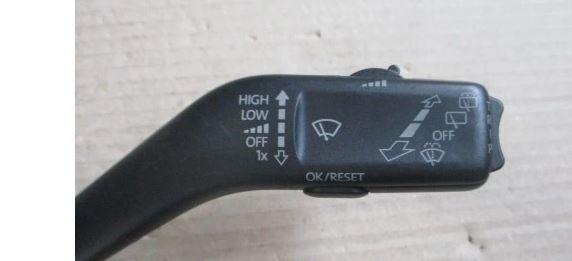 HIGH
LOW
OFF
1x
OFF
OK/RESET